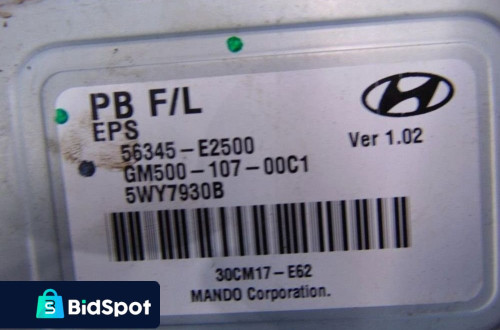 PB F/L
EPS
56345-E2500
Ver 1.02
GM500-107-00C1
5WY7930B
30CM17-E62
MANDO Corporation.
S BidSpot